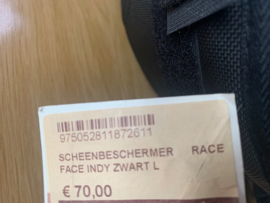 975052811872611
SCHEENBESCHERMER RACE
FACE INDY ZWART L
€ 70,00